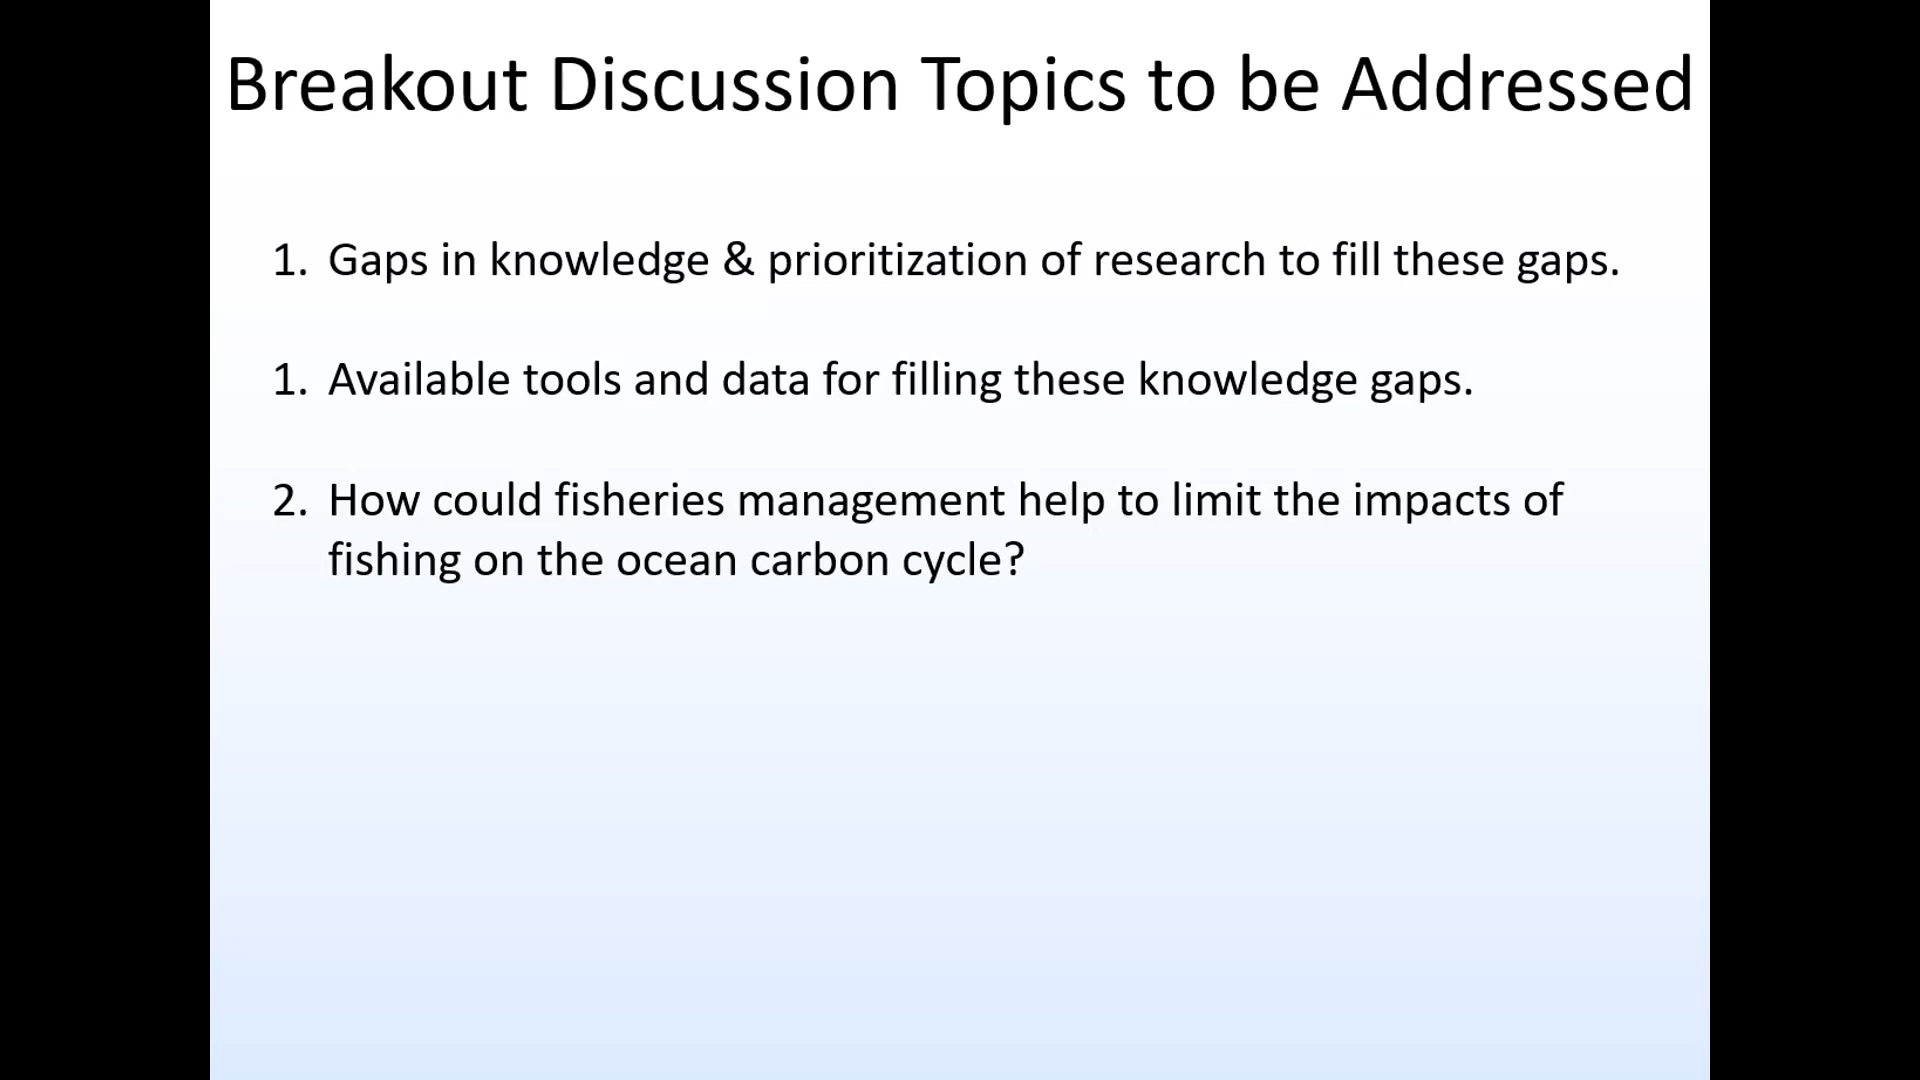 Breakout Discussion Topics to be Addressed
1. Gaps in knowledge & prioritization of research to fill these gaps.
1. Available tools and data for filling these knowledge gaps.
2. How could fisheries management help to limit the impacts of
fishing on the ocean carbon cycle?